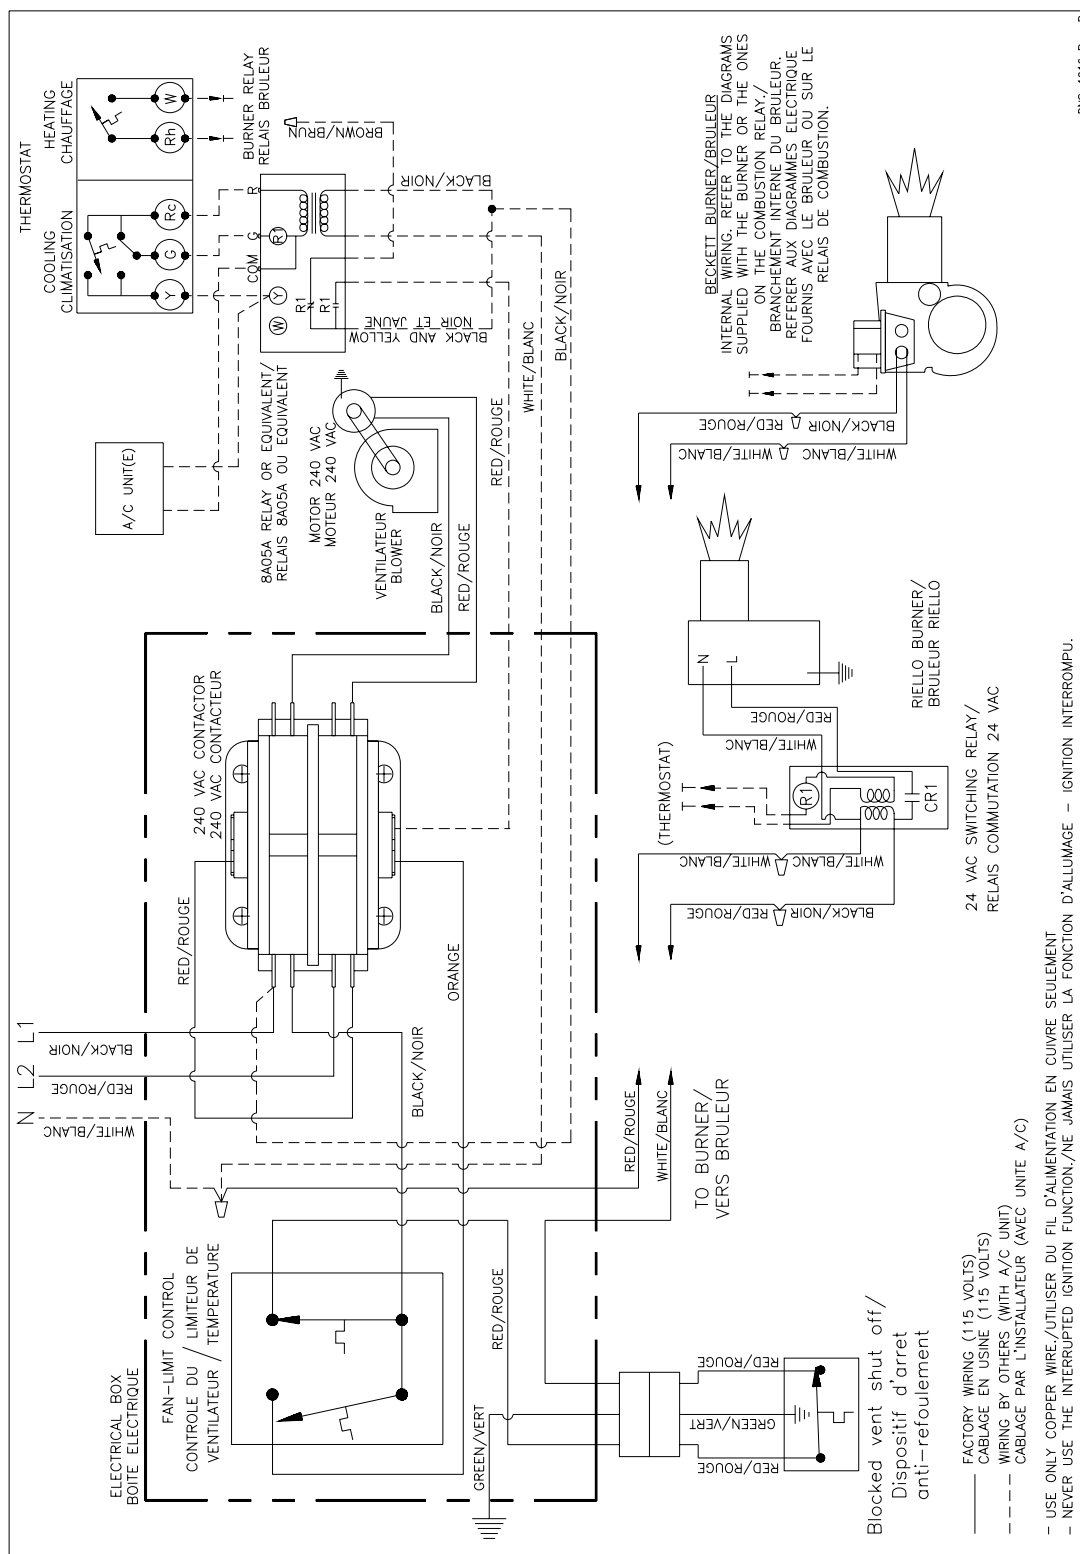 THERMOSTAT
COOLING
CLIMATISATION
HEATING
CHAUFFAGE
Y
G
Rc
Rh
W
BURNER RELAY
RELAIS BRULEUR
BROWN/BRUN
A/C UNIT(E)
W
Y
COM
G
R
R1
R1
R1
BLACK AND YELLOW
NOIR ET JAUNE
BLACK/NOIR
8A05A RELAY OR EQUIVALENT/
RELAIS 8A05A OU EQUIVALENT
MOTOR 240 VAC
MOTEUR 240 VAC
VENTILATEUR
BLOWER
BLACK/NOIR
RED/ROUGE
RED/ROUGE
WHITE/BLANC
BLACK/NOIR
BECKETT BURNER/BRULEUR
INTERNAL WIRING, REFER TO THE DIAGRAMS
SUPPLIED WITH THE BURNER OR THE ONES
ON THE COMBUSTION RELAY./
BRANCHEMENT INTERNE DU BRULEUR.
REFERER AUX DIAGRAMMES ELECTRIQUE
FOURNIS AVEC LE BRULEUR OU SUR LE
RELAIS DE COMBUSTION.
RED/ROUGE
BLACK/NOIR
WHITE/BLANC
WHITE/BLANC
N
L
RED/ROUGE
WHITE/BLANC
RIELLO BURNER/
BRULEUR RIELLO
(THERMOSTAT)
R1
CR1
WHITE/BLANC
WHITE/BLANC
WHITE/BLANC
RED/ROUGE
RED/ROUGE
BLACK/NOIR
24 VAC SWITCHING RELAY/
RELAIS COMMUTATION 24 VAC
240 VAC CONTACTOR
240 VAC CONTACTEUR
RED/ROUGE
ORANGE
BLACK/NOIR
N
L2
L1
WHITE/BLANC
RED/ROUGE
BLACK/NOIR
RED/ROUGE
WHITE/BLANC
TO BURNER/
VERS BRULEUR
ELECTRICAL BOX
BOITE ELECTRIQUE
FAN-LIMIT CONTROL
CONTROLE DU / LIMITEUR DE
VENTILATEUR / TEMPERATURE
RED/ROUGE
GREEN/VERT
RED/ROUGE
GREEN/VERT
RED/ROUGE
Blocked vent shut off/
Dispositif d'arret
anti-refoulement
FACTORY WIRING (115 VOLTS)
CABLAGE EN USINE (115 VOLTS)
WIRING BY OTHERS (WITH A/C UNIT)
CABLAGE PAR L'INSTALLATEUR (AVEC UNITE A/C)
- USE ONLY COPPER WIRE./UTILISER DU FIL D'ALIMENTATION EN CUIVRE SEULEMENT
- NEVER USE THE INTERRUPTED IGNITION FUNCTION./NE JAMAIS UTILISER LA FONCTION D'ALLUMAGE - IGNITION INTERROMPU.